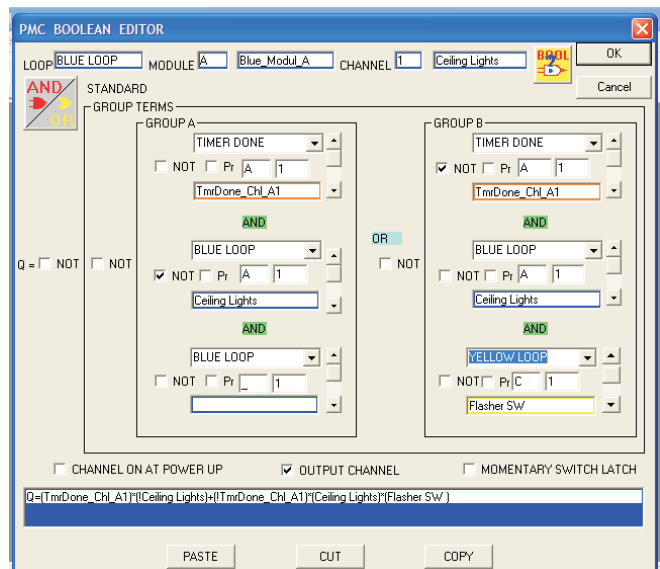 PMC BOOLEAN EDITOR
LOOP BLUE LOOP MODULE A Blue_Modul_A CHANNEL 1 Ceiling Lights BOOL ? OK
AND OR STANDARD Cancel
GROUP TERMS
GROUP A GROUP B
TIMER DONE TIMER DONE
NOT Pr A 1 NOT Pr A 1
TmrDone_Chl_A1 TmrDone_Chl_A1
AND AND
OR
BLUE LOOP BLUE LOOP
Q = NOT NOT NOT Pr A 1 NOT NOT Pr A 1
Ceiling Lights Ceiling Lights
AND AND
BLUE LOOP YELLOW LOOP
NOT Pr _ 1 NOT Pr C 1
Flasher SW
CHANNEL ON AT POWER UP OUTPUT CHANNEL MOMENTARY SWITCH LATCH
Q=(TmrDone_Chl_A1)*(!Ceiling Lights)+(!TmrDone_Chl_A1)*(Ceiling Lights)*(Flasher SW )
PASTE CUT COPY